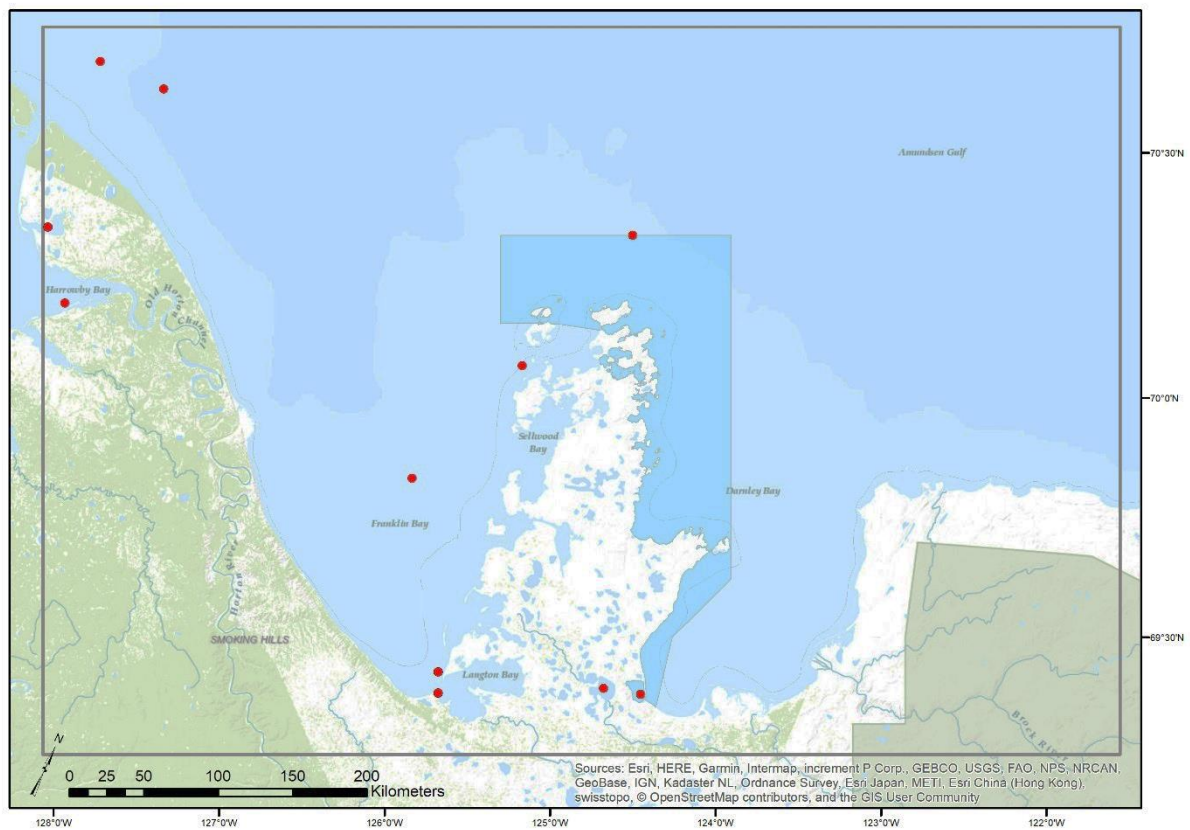 Amundsen Gulf
70°30'N
Harrowby Bay
Old Horton Channel
70°0'N
Sellwood
Bay
Darnley Bay
Franklin Bay
Horton River
SMOKING HILLS
69°30'N
Langton Bay
Brock River
N
0 25 50 100 150 200
Kilometers
Sources: Esri, HERE, Garmin, Intermap, increment P Corp., GEBCO, USGS, FAO, NPS, NRCAN,
GeoBase, IGN, Kadaster NL, Ordnance Survey, Esri Japan, METI, Esri China (Hong Kong),
swisstopo, © OpenStreetMap contributors, and the GIS User Community
128°0'W 127°0'W 126°0'W 125°0'W 124°0'W 123°0'W 122°0'W